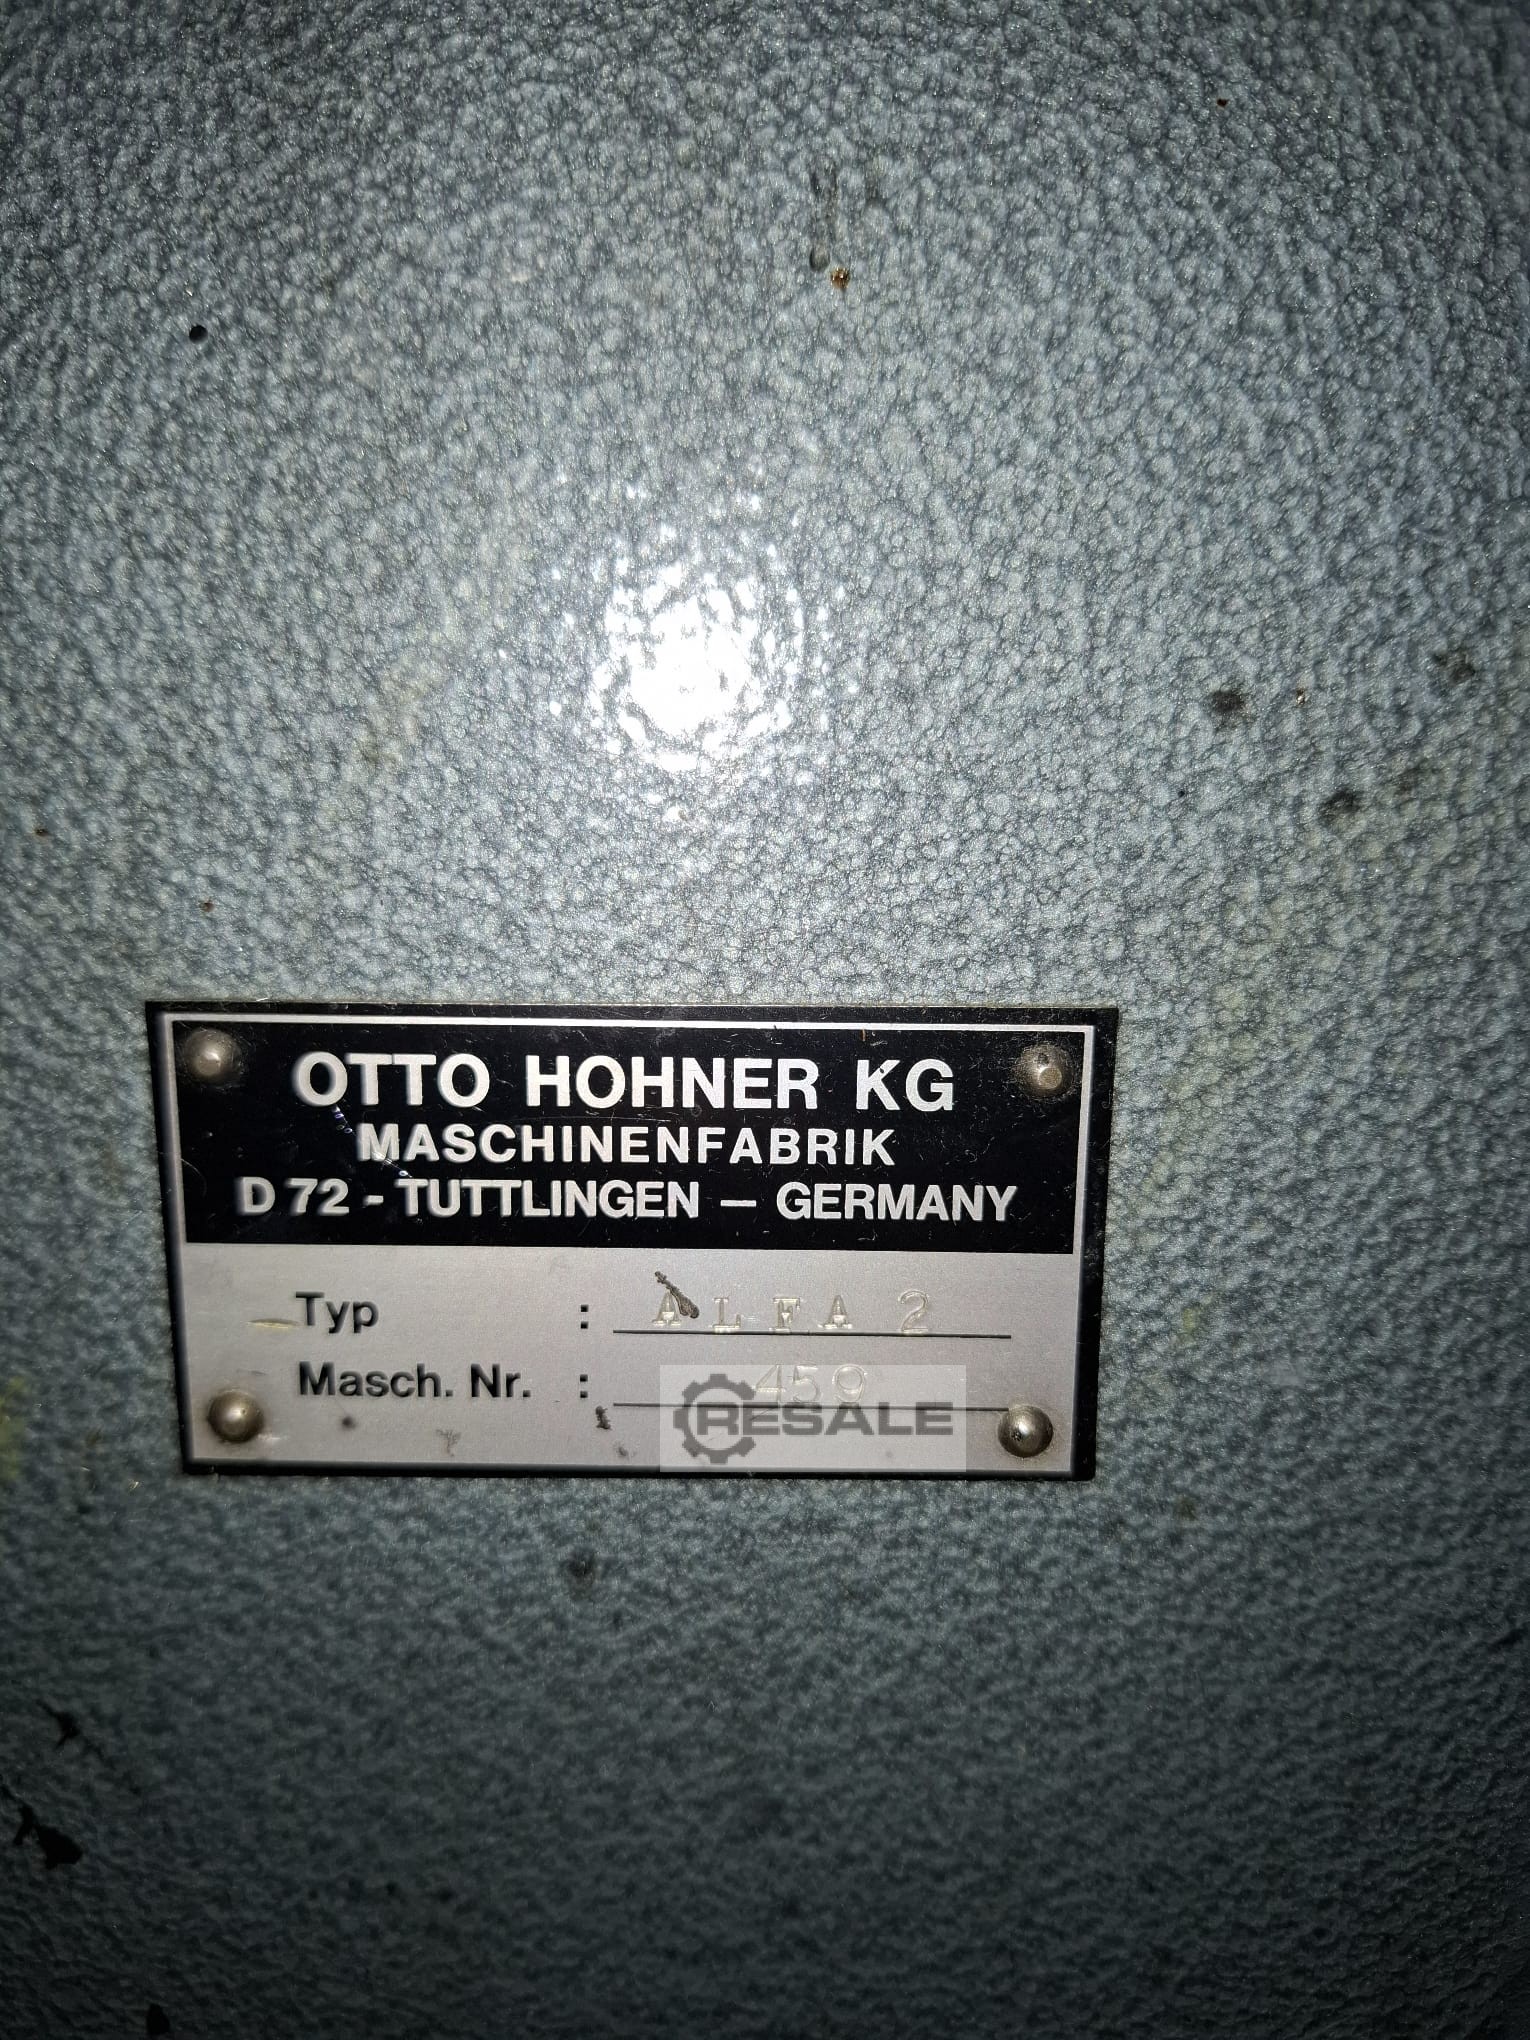 OTTO HOHNER KG
MASCHINENFABRIK
D 72 - TUTTLINGEN — GERMANY
Typ : ALFA 2
Masch. Nr. : 459
RESALE